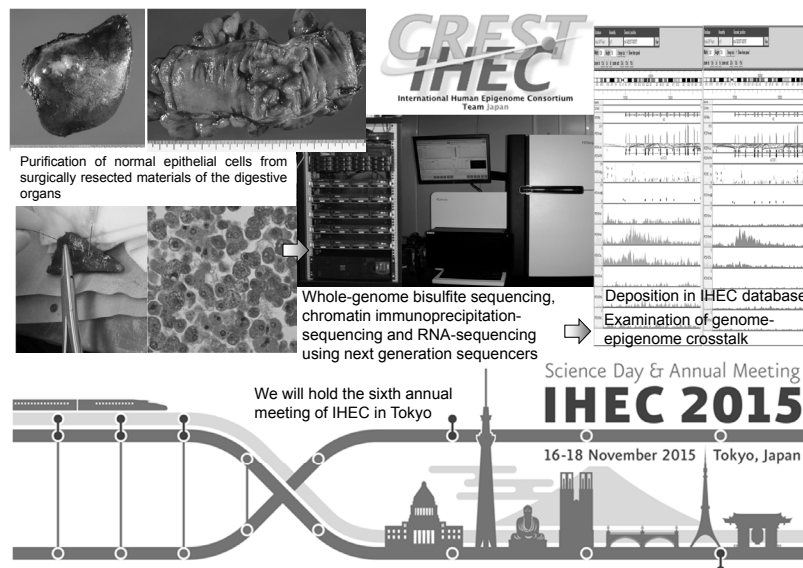 CREST
IHEC
International Human Epigenome Consortium
Team Japan
Purification of normal epithelial cells from
surgically resected materials of the digestive
organs
Whole-genome bisulfite sequencing,
chromatin immunoprecipitation-
sequencing and RNA-sequencing
using next generation sequencers
Deposition in IHEC database
Examination of genome-
epigenome crosstalk
We will hold the sixth annual
meeting of IHEC in Tokyo
Science Day & Annual Meeting
IHEC 2015
16-18 November 2015
Tokyo, Japan